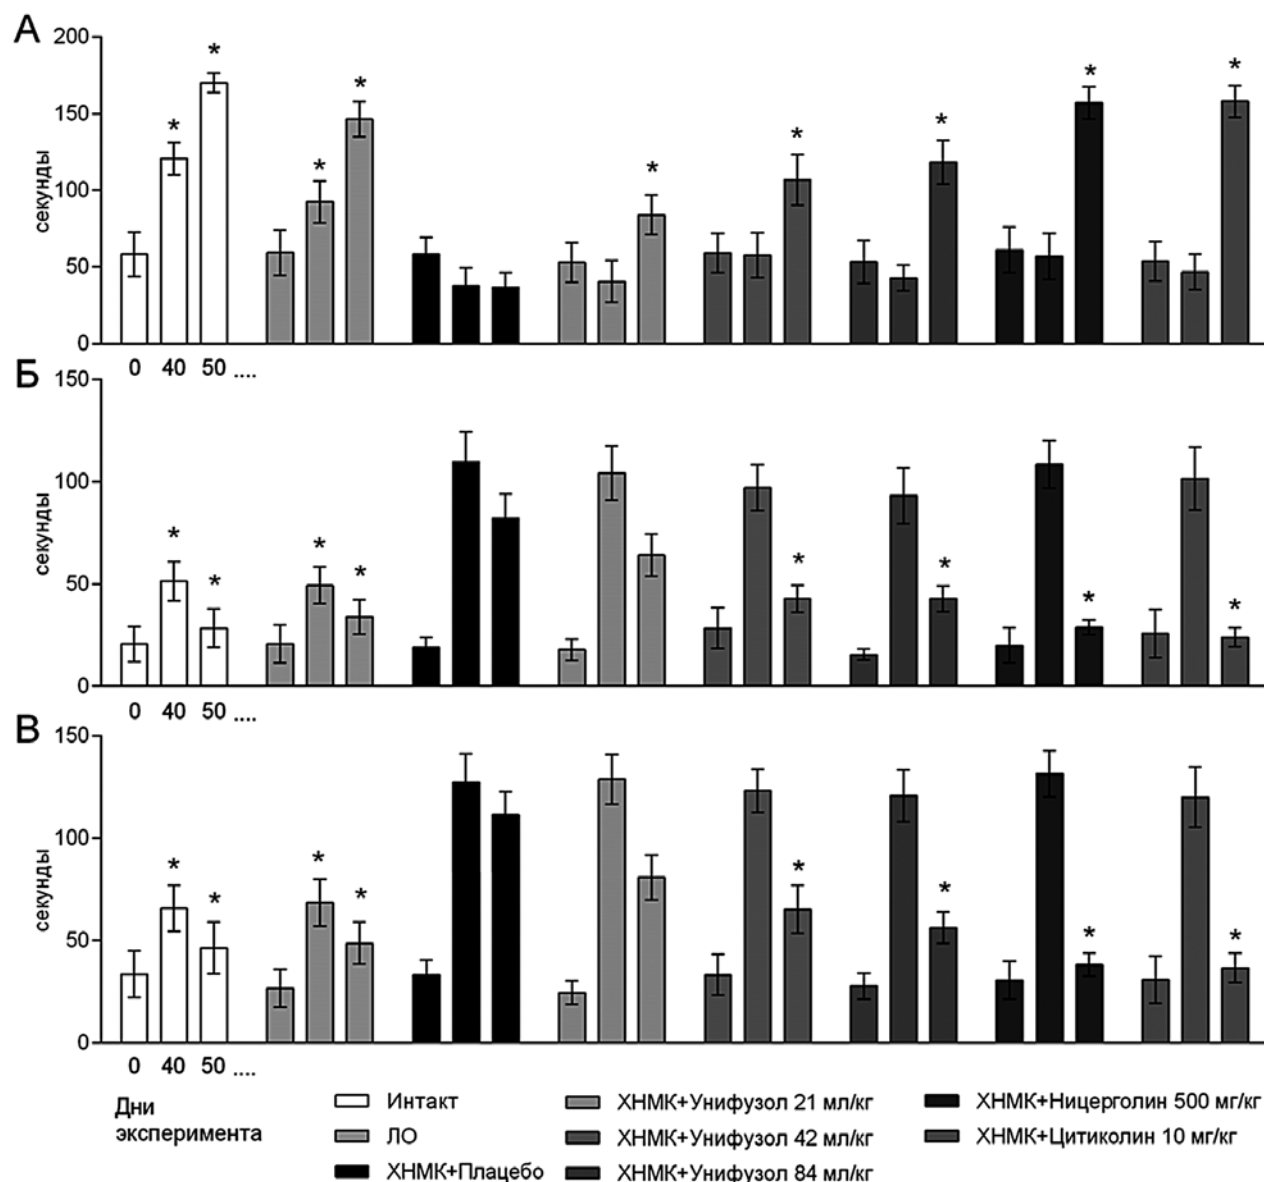 А
200
150
100
50
0
секунды
* * * * * * * * *
0 40 50 ....
Б
150
100
50
0
секунды
* * * * * * * *
0 40 50 ....
В
150
100
50
0
секунды
* * * * * * * *
0 40 50 ....
Дни
эксперимента
Интакт
ЛО
ХНМК+Плацебо
ХНМК+Унифузол 21 мл/кг
ХНМК+Унифузол 42 мл/кг
ХНМК+Унифузол 84 мл/кг
ХНМК+Ницерголин 500 мг/кг
ХНМК+Цитиколин 10 мг/кг